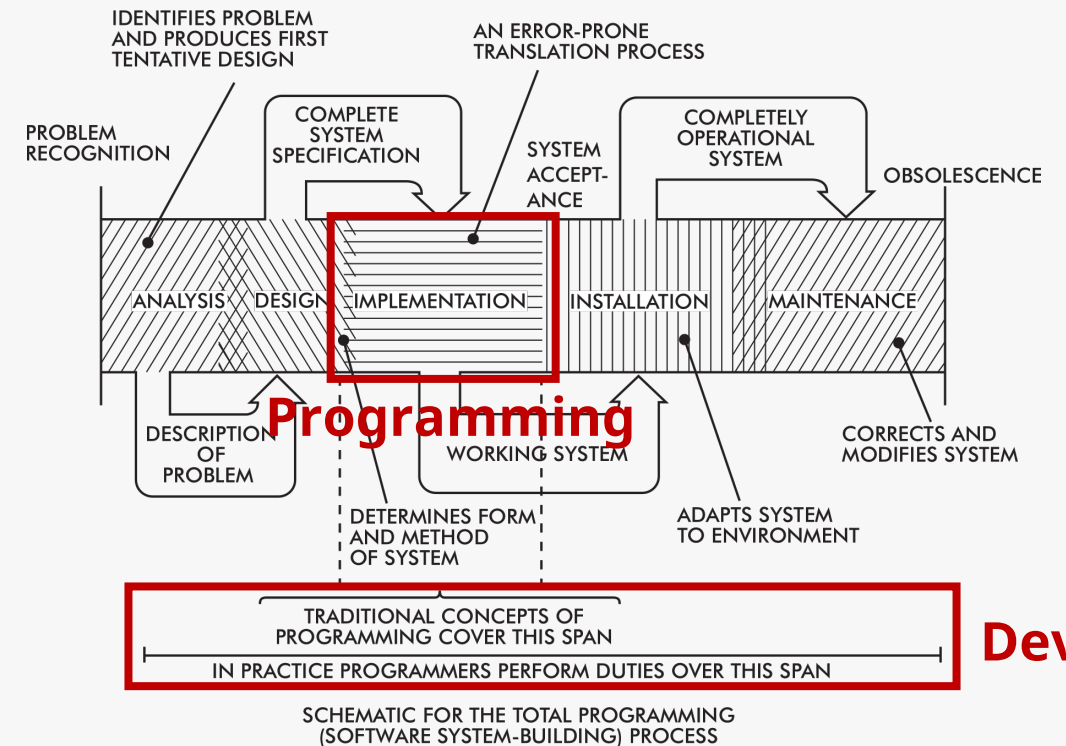 IDENTIFIES PROBLEM
AND PRODUCES FIRST
TENTATIVE DESIGN
AN ERROR-PRONE
TRANSLATION PROCESS
PROBLEM
RECOGNITION
COMPLETE
SYSTEM
SPECIFICATION
SYSTEM
ACCEPT-
ANCE
COMPLETELY
OPERATIONAL
SYSTEM
OBSOLESCENCE
ANALYSIS
DESIGN
IMPLEMENTATION
INSTALLATION
MAINTENANCE
Programming
DESCRIPTION
OF
PROBLEM
WORKING SYSTEM
CORRECTS AND
MODIFIES SYSTEM
DETERMINES FORM
AND METHOD
OF SYSTEM
ADAPTS SYSTEM
TO ENVIRONMENT
TRADITIONAL CONCEPTS OF
PROGRAMMING COVER THIS SPAN
IN PRACTICE PROGRAMMERS PERFORM DUTIES OVER THIS SPAN
Dev
SCHEMATIC FOR THE TOTAL PROGRAMMING
(SOFTWARE SYSTEM-BUILDING) PROCESS